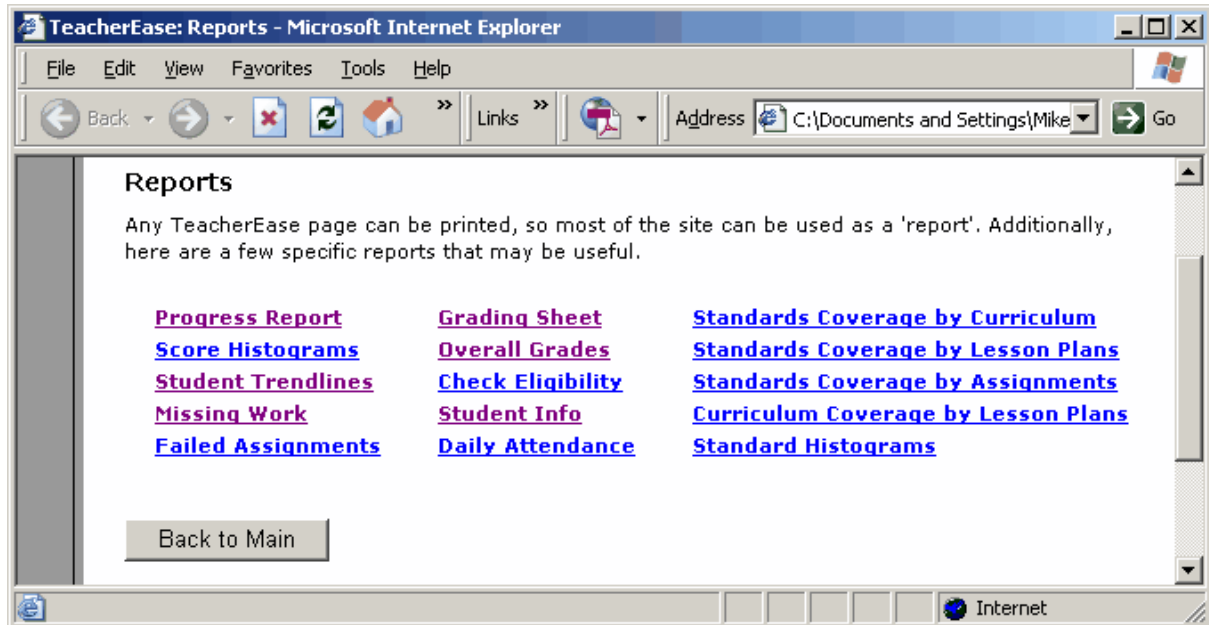 TeacherEase: Reports - Microsoft Internet Explorer
File Edit View Favorites Tools Help
Back Links » Address C:\Documents and Settings\Mike Go
Reports
Any TeacherEase page can be printed, so most of the site can be used as a 'report'. Additionally,
here are a few specific reports that may be useful.
Progress Report Grading Sheet Standards Coverage by Curriculum
Score Histograms Overall Grades Standards Coverage by Lesson Plans
Student Trendlines Check Eligibility Standards Coverage by Assignments
Missing Work Student Info Curriculum Coverage by Lesson Plans
Failed Assignments Daily Attendance Standard Histograms
Back to Main
Internet